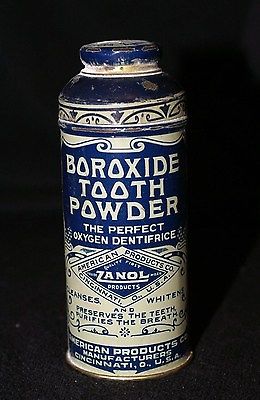 BOROXIDE
TOOTH
POWDER
THE PERFECT
OXYGEN DENTIFRICE
AMERICAN PRODUCTS CO.
ZANOL
PRODUCTS
CINCINNATI, O., U.S.A.
CLEANSES, WHITENS
AND
PRESERVES THE TEETH
PURIFIES THE BREATH
AMERICAN PRODUCTS CO.
MANUFACTURERS
CINCINNATI, O., U.S.A.